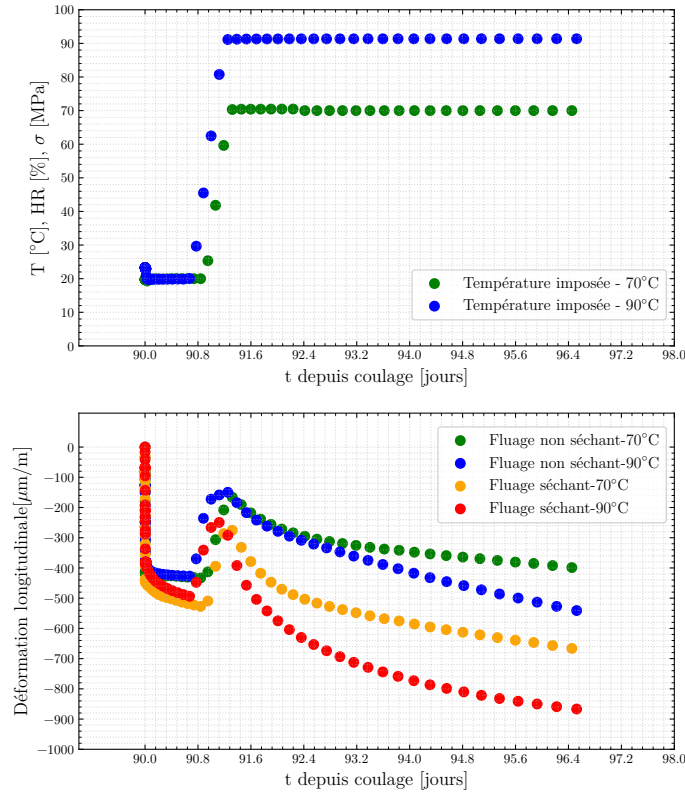 100
90
80
70
60
50
40
30
20
10
0
T [°C], HR [%], σ [MPa]
Température imposée - 70°C
Température imposée - 90°C
90.0 90.8 91.6 92.4 93.2 94.0 94.8 95.6 96.4 97.2 98.0
t depuis coulage [jours]
0
−100
−200
−300
−400
−500
−600
−700
−800
−900
−1000
Déformation longitudinale[μm/m]
Fluage non séchant-70°C
Fluage non séchant-90°C
Fluage séchant-70°C
Fluage séchant-90°C
90.0 90.8 91.6 92.4 93.2 94.0 94.8 95.6 96.4 97.2 98.0
t depuis coulage [jours]